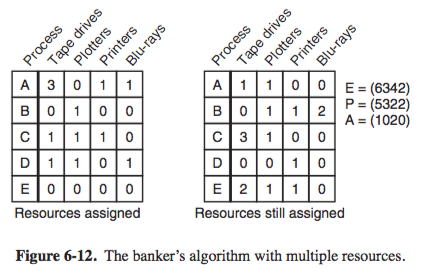 Process Tape drives Plotters Printers Blu-rays
A 3 0 1 1
B 0 1 0 0
C 1 1 1 0
D 1 1 0 1
E 0 0 0 0
Resources assigned
Process Tape drives Plotters Printers Blu-rays
A 1 1 0 0
B 0 1 1 2
C 3 1 0 0
D 0 0 1 0
E 2 1 1 0
Resources still assigned
E = (6342)
P = (5322)
A = (1020)
Figure 6-12. The banker's algorithm with multiple resources.